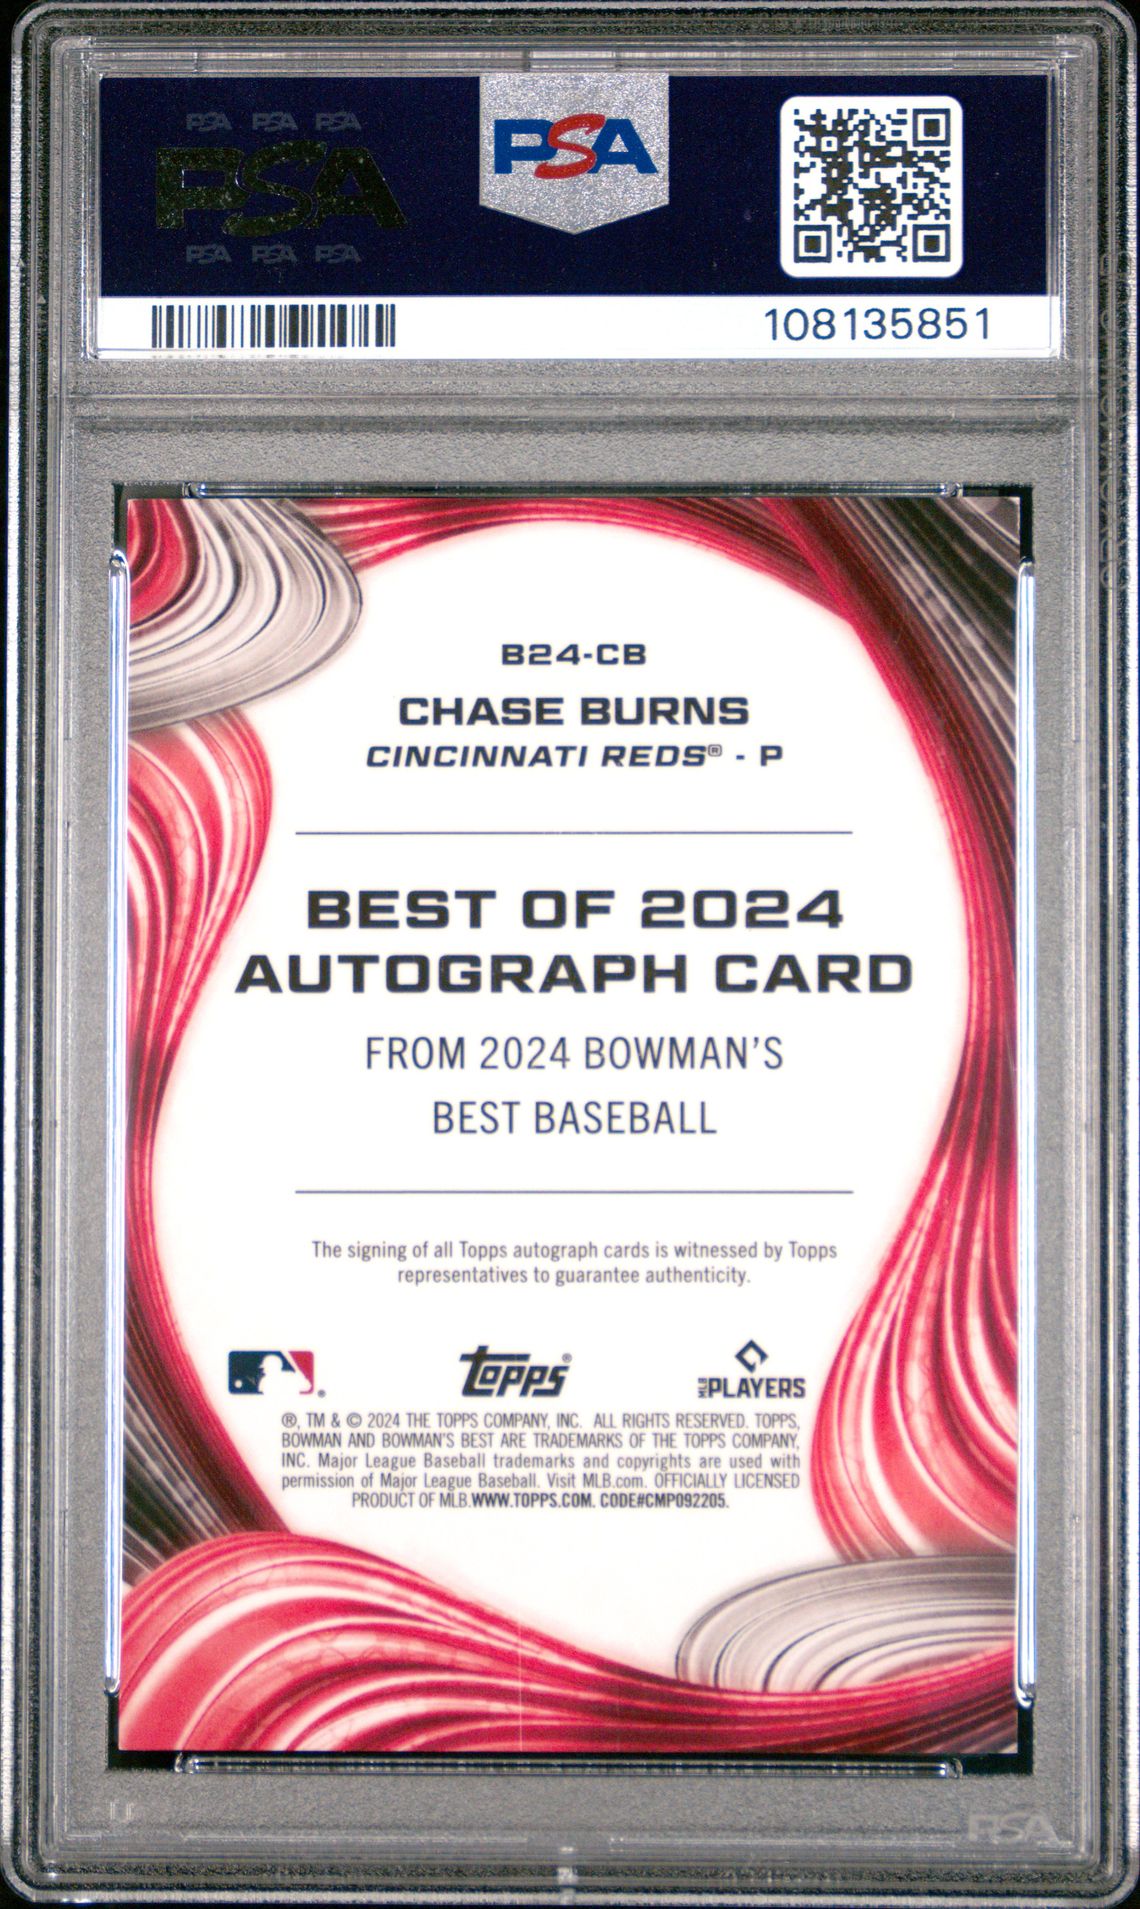 PSA PSA PSA
PSA
PSA PSA PSA
PSA
108135851
B24-CB
CHASE BURNS
CINCINNATI REDS® - P
BEST OF 2024
AUTOGRAPH CARD
FROM 2024 BOWMAN'S
BEST BASEBALL
The signing of all Topps autograph cards is witnessed by Topps
representatives to guarantee authenticity.
®
Topps®
MLB PLAYERS
®, TM & © 2024 THE TOPPS COMPANY, INC. ALL RIGHTS RESERVED. TOPPS,
BOWMAN AND BOWMAN'S BEST ARE TRADEMARKS OF THE TOPPS COMPANY,
INC. Major League Baseball trademarks and copyrights are used with
permission of Major League Baseball. Visit MLB.com. OFFICIALLY LICENSED
PRODUCT OF MLB.WWW.TOPPS.COM. CODE#CMP092205.
PSA